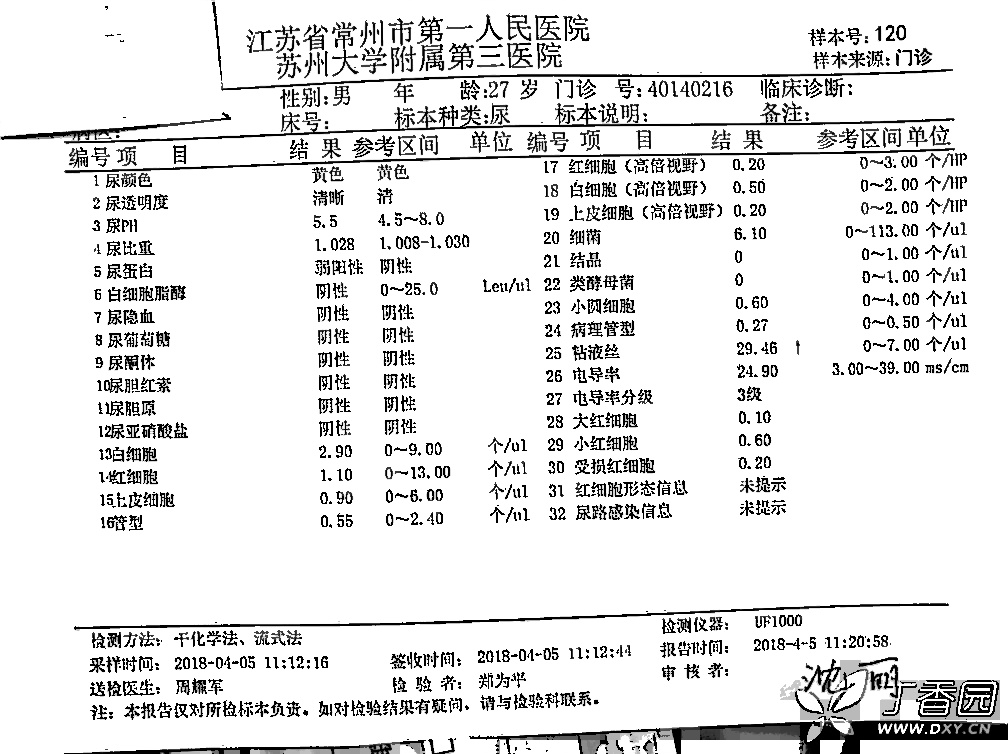 江苏省常州市第一人民医院
苏州大学附属第三医院
样本号: 120
样本来源: 门诊
性别: 男 年 龄: 27 岁 门诊 号: 40140216 临床诊断:
床号: 标本种类: 尿 标本说明: 备注:
编号 项 目 结 果 参考区间 单位 编号 项 目 结 果 参考区间 单位
1 尿颜色 黄色 黄色 17 红细胞(高倍视野) 0.20 0~3.00 个/HP
2 尿透明度 清晰 清 18 白细胞(高倍视野) 0.50 0~2.00 个/HP
3 尿PH 5.5 4.5~8.0 19 上皮细胞(高倍视野) 0.20 0~2.00 个/HP
4 尿比重 1.028 1.008-1.030 20 细菌 6.10 0~113.00 个/ul
5 尿蛋白 弱阳性 阴性 21 结晶 0 0~1.00 个/ul
6 白细胞脂酶 阴性 0~25.0 Leu/ul 22 类酵母菌 0 0~1.00 个/ul
7 尿隐血 阴性 阴性 23 小圆细胞 0.60 0~4.00 个/ul
8 尿葡萄糖 阴性 阴性 24 病理管型 0.27 0~0.50 个/ul
9 尿酮体 阴性 阴性 25 粘液丝 29.46 ↑ 0~7.00 个/ul
10 尿胆红素 阴性 阴性 26 电导率 24.90 3.00~39.00 ms/cm
11 尿胆原 阴性 阴性 27 电导率分级 3级
12 尿亚硝酸盐 阴性 阴性 28 大红细胞 0.10
13 白细胞 2.90 0~9.00 个/ul 29 小红细胞 0.60
14 红细胞 1.10 0~13.00 个/ul 30 受损红细胞 0.20
15 上皮细胞 0.90 0~6.00 个/ul 31 红细胞形态信息 未提示
16 管型 0.55 0~2.40 个/ul 32 尿路感染信息 未提示
检测方法: 干化学法、流式法 检测仪器: UF1000
采样时间: 2018-04-05 11:12:16 签收时间: 2018-04-05 11:12:44 报告时间: 2018-4-5 11:20:58
送检医生: 周耀军 检 验 者: 郑为平 审 核 者:
注: 本报告仅对所检标本负责。如对检验结果有疑问, 请与检验科联系。
丁香园
WWW.DXY.CN